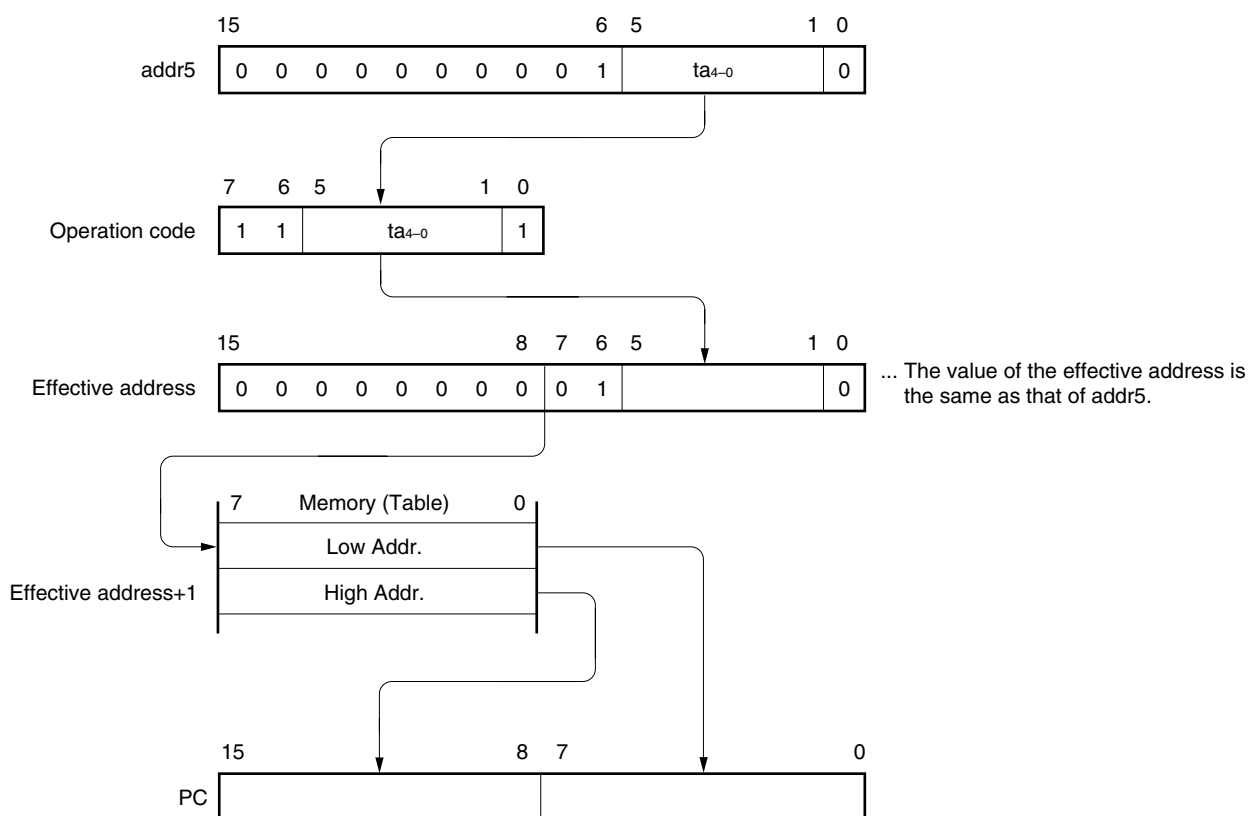 15 6 5 1 0
addr5 0 0 0 0 0 0 0 0 0 1 ta4–0 0
7 6 5 1 0
Operation code 1 1 ta4–0 1
15 8 7 6 5 1 0
Effective address 0 0 0 0 0 0 0 0 0 1 0
... The value of the effective address is
the same as that of addr5.
7 Memory (Table) 0
Low Addr.
Effective address+1 High Addr.
15 8 7 0
PC